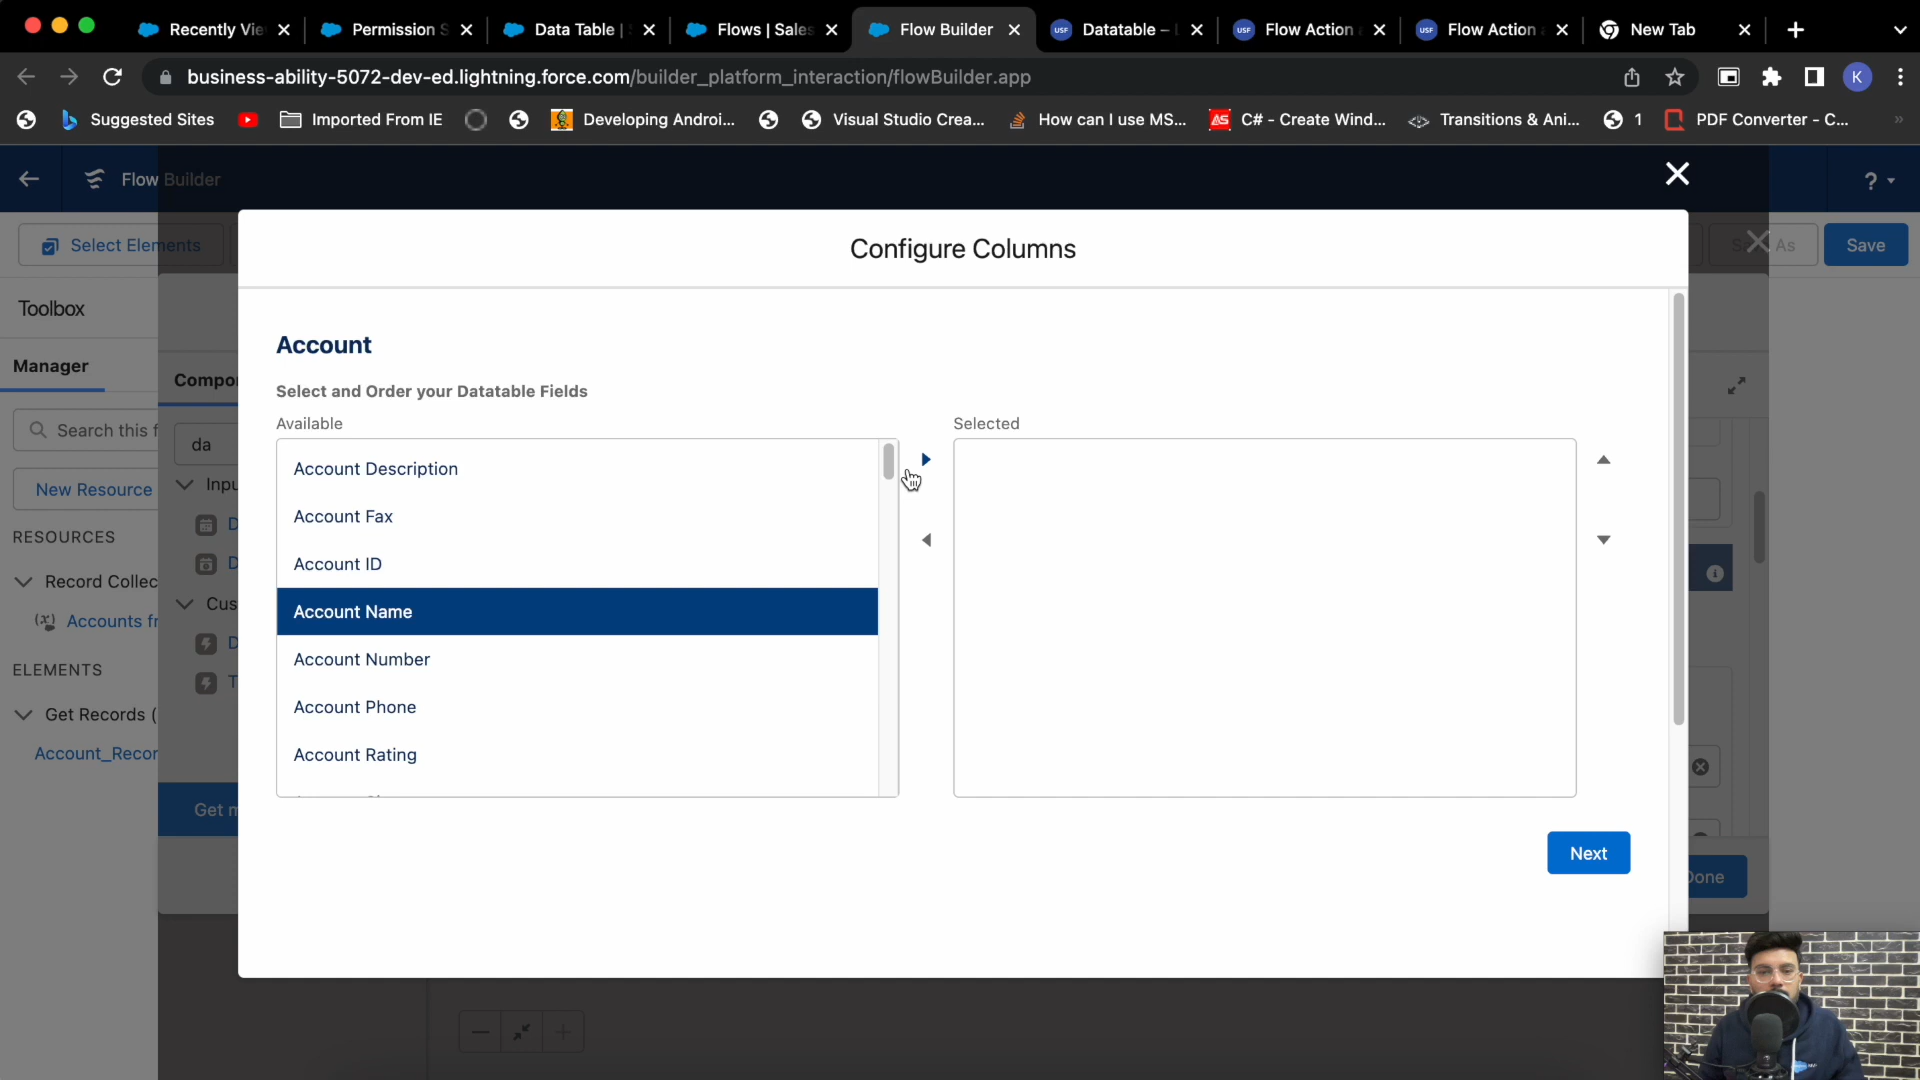 Recently Vie
Permission S
Data Table |
Flows | Sales
Flow Builder
Datatable – L
Flow Action
Flow Action
New Tab
business-ability-5072-dev-ed.lightning.force.com/builder_platform_interaction/flowBuilder.app
K
Suggested Sites
Imported From IE
Developing Androi...
Visual Studio Crea...
How can I use MS...
C# - Create Wind...
Transitions & Ani...
1
PDF Converter - C...
»
Flow Builder
?
Select Elements
As
Save
Configure Columns
Toolbox
Manager
Compo
Search this f
da
New Resource
Inpu
RESOURCES
Record Collec
Cus
Accounts fr
ELEMENTS
Get Records (
Account_Recor
Get m
Account
Select and Order your Datatable Fields
Available
Selected
Account Description
Account Fax
Account ID
Account Name
Account Number
Account Phone
Account Rating
Next
Done